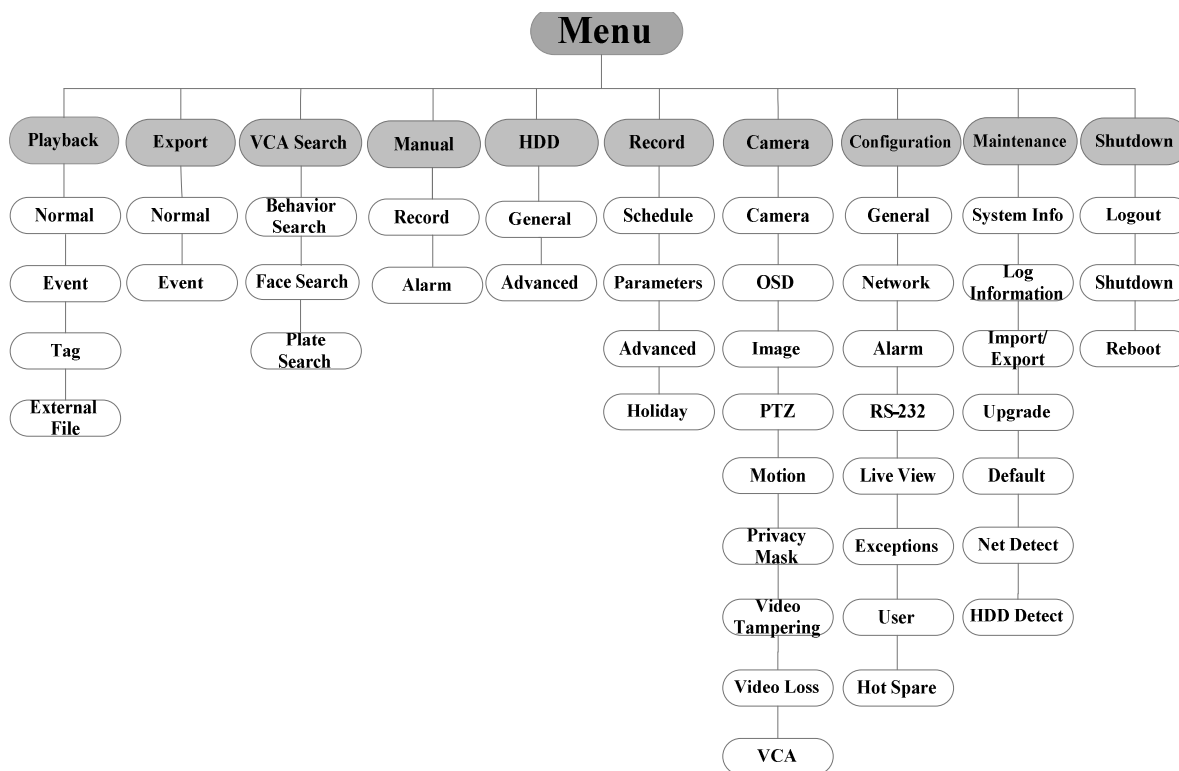 Menu
Playback
Export
VCA Search
Manual
HDD
Record
Camera
Configuration
Maintenance
Shutdown
Normal
Event
Tag
External
File
Normal
Event
Behavior
Search
Face Search
Plate
Search
Record
Alarm
General
Advanced
Schedule
Parameters
Advanced
Holiday
Camera
OSD
Image
PTZ
Motion
Privacy
Mask
Video
Tampering
Video Loss
VCA
General
Network
Alarm
RS-232
Live View
Exceptions
User
Hot Spare
System Info
Log
Information
Import/
Export
Upgrade
Default
Net Detect
HDD Detect
Logout
Shutdown
Reboot